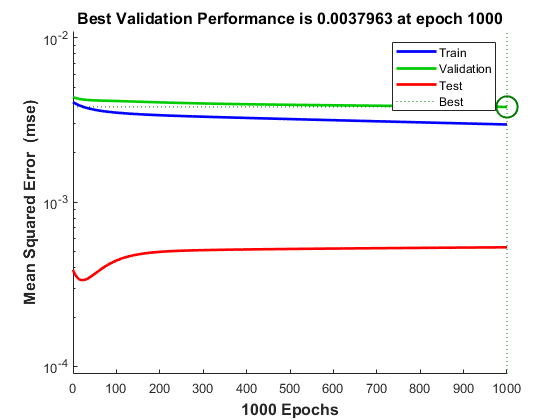 Best Validation Performance is 0.0037963 at epoch 1000
Mean Squared Error (mse)
10-2
10-3
10-4
Train
Validation
Test
Best
0 100 200 300 400 500 600 700 800 900 1000
1000 Epochs